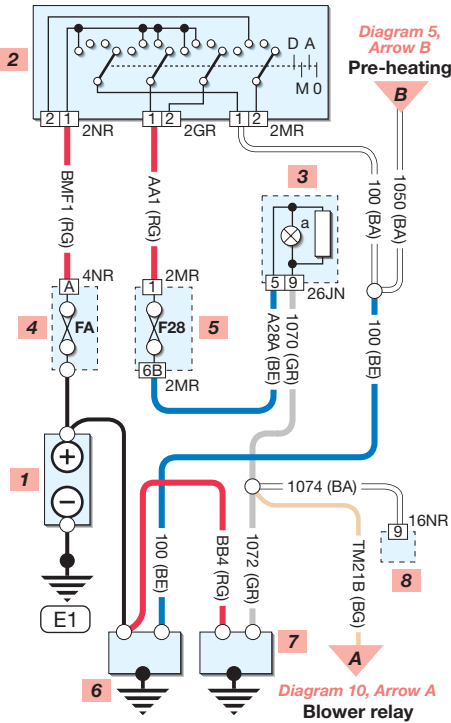 Diagram 5,
Arrow B
Pre-heating
B
2
D A
M 0
2 1 2NR
1 2 2GR
1 2 2MR
BMF1 (RG)
AA1 (RG)
100 (BA)
1050 (BA)
3
a
5 9
26JN
4NR
A
FA
4
2MR
1
F28
5
6B
2MR
A28A (BE)
1070 (GR)
100 (BE)
1
+
−
E1
1074 (BA)
16NR
9
8
100 (BE)
BB4 (RG)
1072 (GR)
TM21B (BG)
6
7
A
Diagram 10, Arrow A
Blower relay